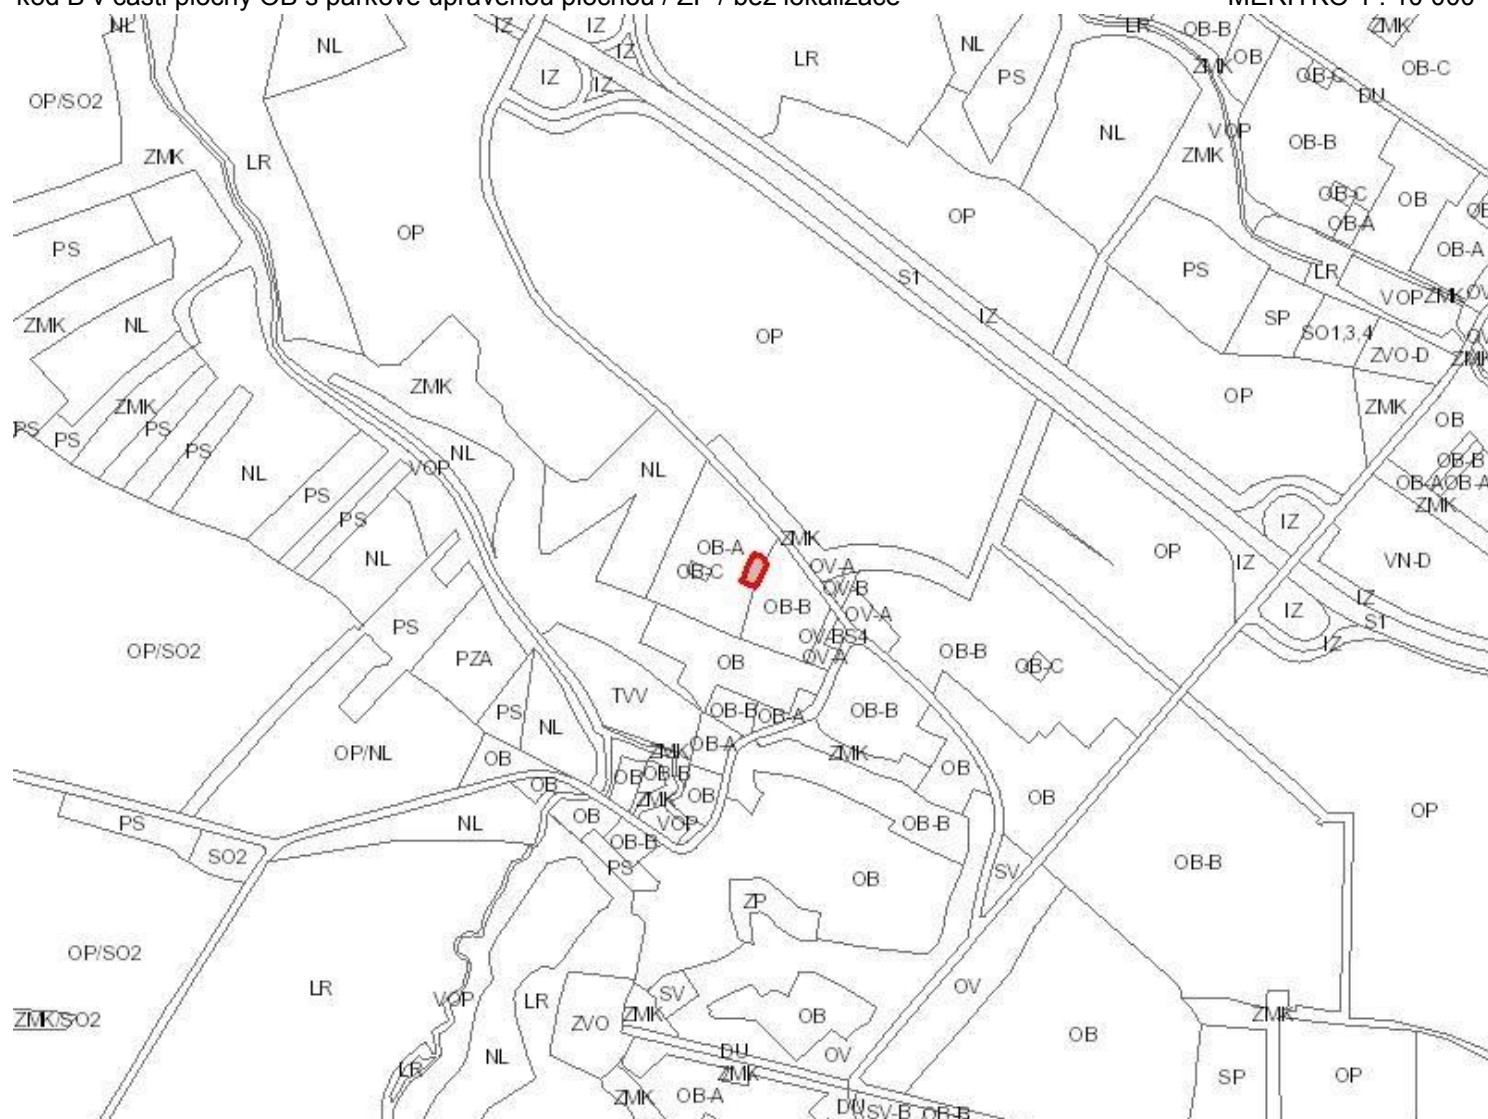 kód B v části plochy OB s parkově upravenou plochou / ZP / bez lokalizace
MĚŘÍTKO 1 : 10 000
NL
NL
IZ
IZ
IZ
IZ
IZ
LR
NL
PS
LR
OB-B
OB
ZMK
ZMK
OB-C
OB-C
DU
OP/SO2
ZMK
LR
NL
VOP
ZMK
OB-B
OB-C
OB-A
OB
OB-A
OP
OP
PS
S1
IZ
PS
LR
VOP
ZMK
SP
SO1,3,4
ZVO-D
ZMK
NL
OP
ZMK
ZMK
OP
ZMK
OB
PS
PS
PS
PS
NL
VOP
NL
NL
OB-B
OB-A
OB-A
ZMK
PS
PS
NL
OB-A
OB-C
ZMK
OV-A
OV-B
OV-A
OB-B
OP
IZ
IZ
VN-D
IZ
IZ
S1
IZ
OP/SO2
PS
PZA
OB
OV-B
S4
OV-A
OB-B
OB-C
TVV
PS
NL
OB-B
OB-A
OB-B
OP/NL
OB
OB
ZMK
OB-A
OB
OB-B
ZMK
OB
ZMK
OB
OB
OP
PS
NL
OB
VOP
OB-B
OB-B
SO2
PS
OB
SV
OB-B
ZP
OP/SO2
LR
VOP
LR
SV
OV
ZMK/SO2
ZVO
ZMK
OB
ZMK
NL
DU
OV
OB
LR
ZMK
SP
OP
ZMK
OB-A
DU
SV-B
OB-B